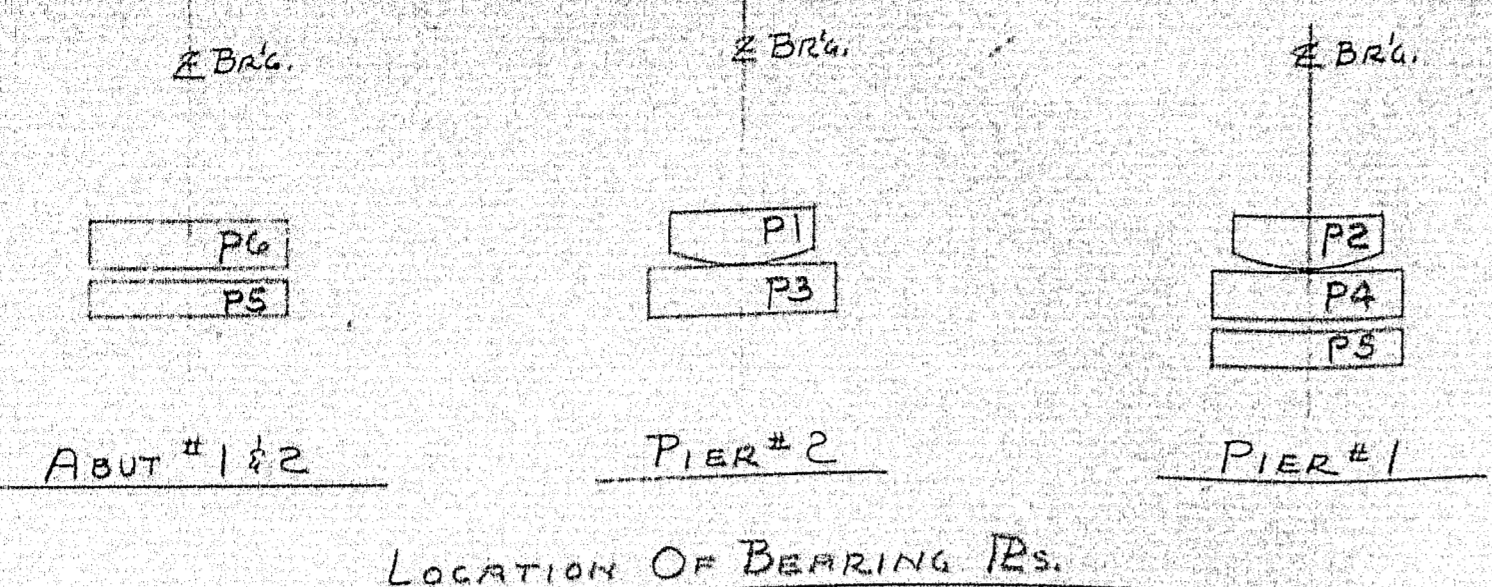 ℄ BR'G.
℄ BR'G.
℄ BR'G.
P6
P5
P1
P3
P2
P4
P5
ABUT #1 & 2
PIER #2
PIER #1
LOCATION OF BEARING ℙs.